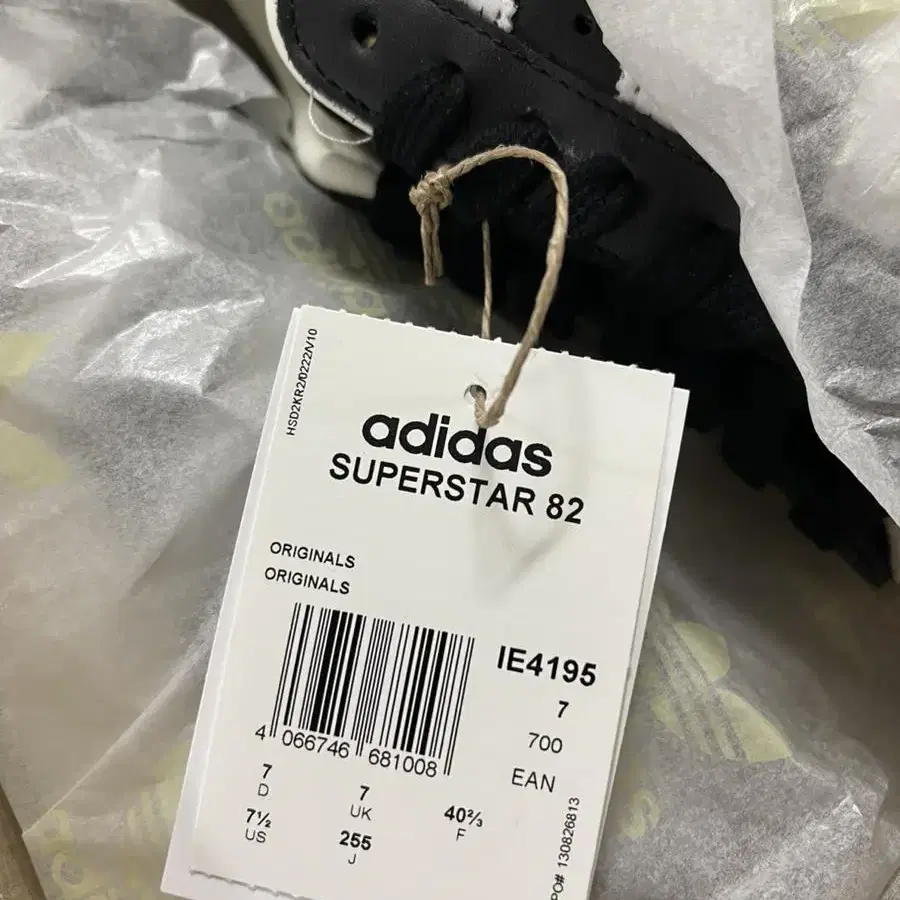 HSD2KR2/0222/V10
adidas
SUPERSTAR 82
ORIGINALS
ORIGINALS
IE4195
7
700
EAN
4 066746 681008
7 7 40⅔
D UK F
7½ 255
US J
PO# 130826813